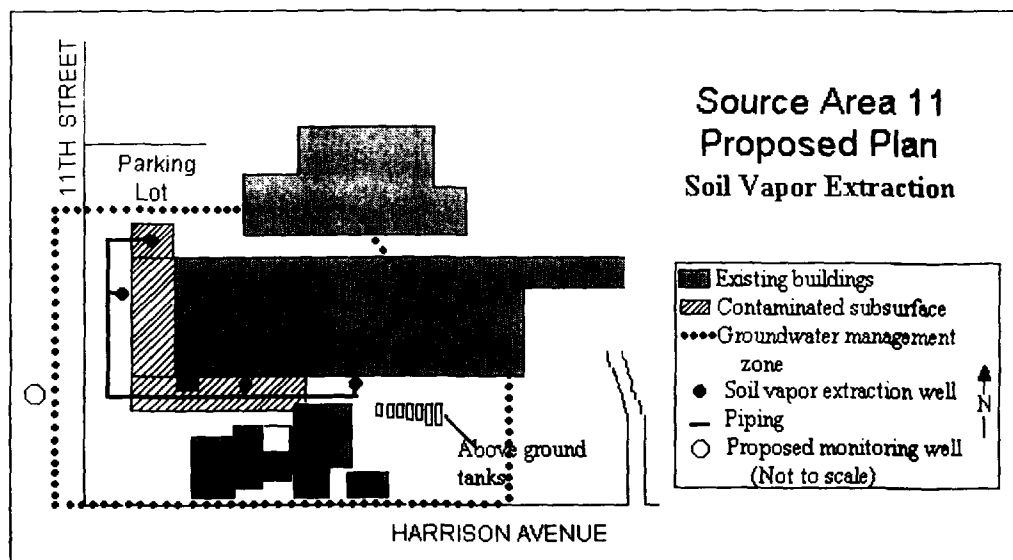 11TH STREET
Parking
Lot
Source Area 11
Proposed Plan
Soil Vapor Extraction
Existing buildings
Contaminated subsurface
Groundwater management
zone
Soil vapor extraction well
Piping
Proposed monitoring well
(Not to scale)
N
Above ground
tanks
HARRISON AVENUE